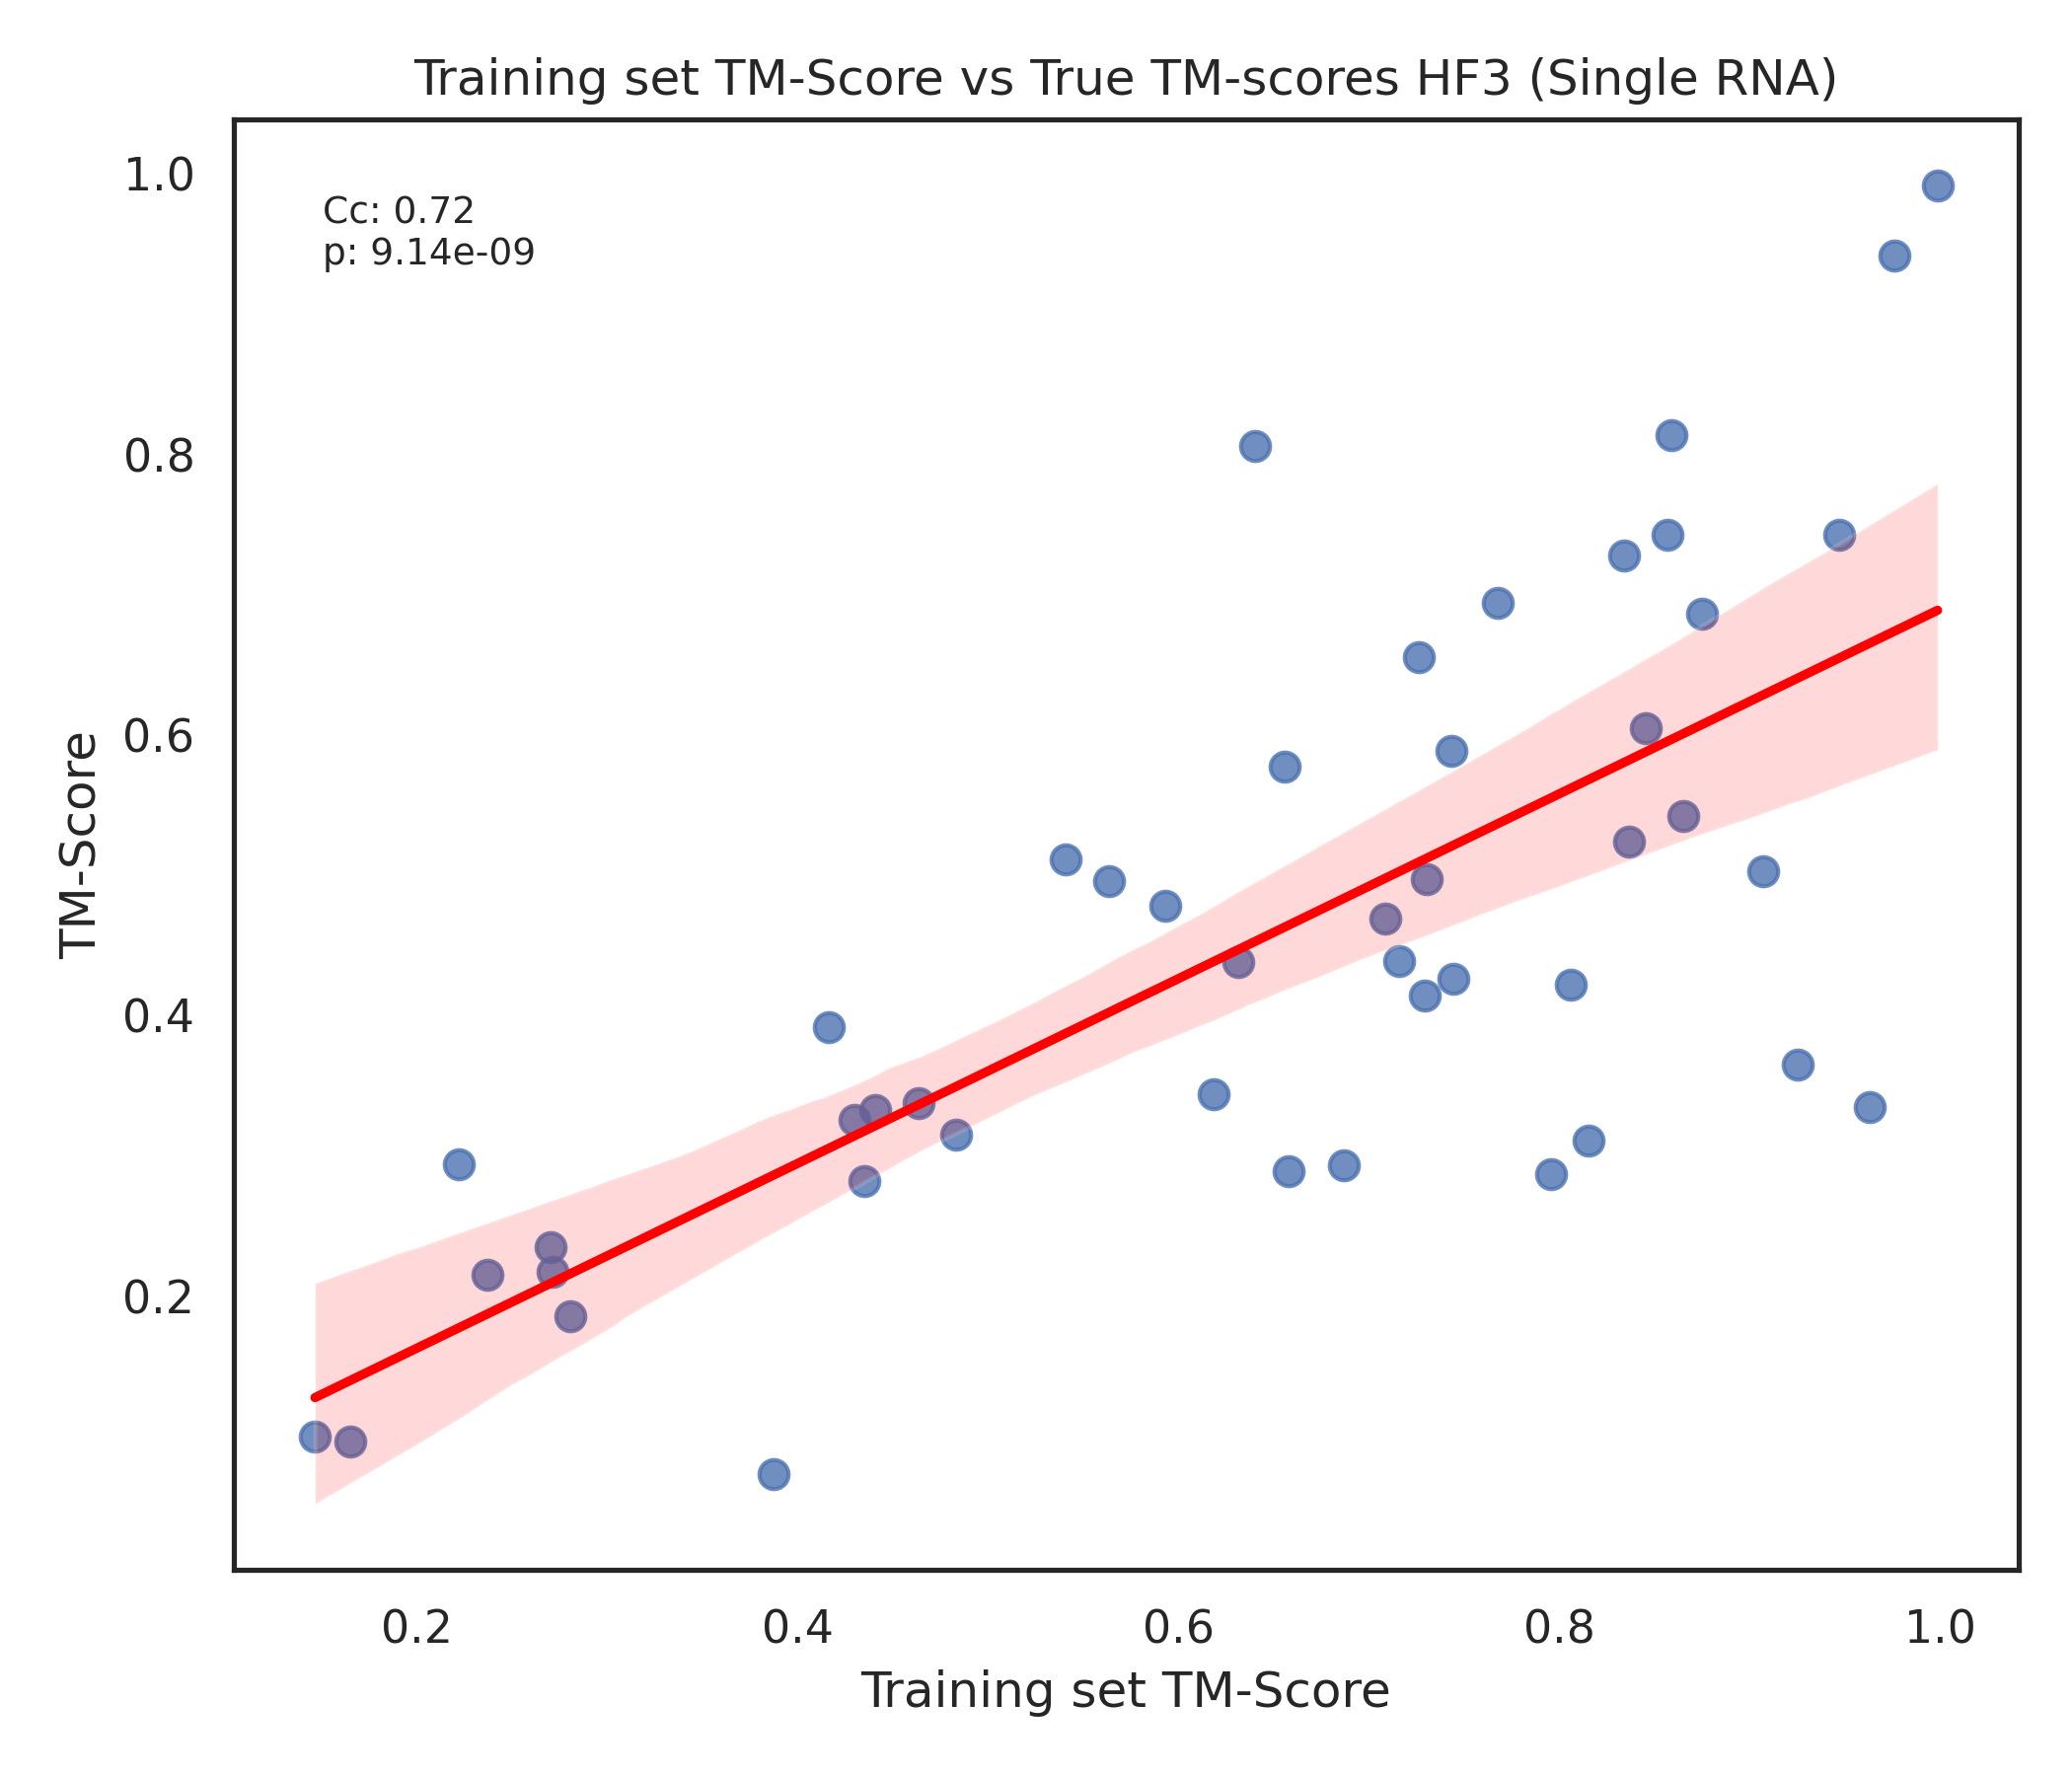 Training set TM-Score vs True TM-scores HF3 (Single RNA)
Cc: 0.72
p: 9.14e-09
1.0
0.8
0.6
0.4
0.2
TM-Score
0.2 0.4 0.6 0.8 1.0
Training set TM-Score